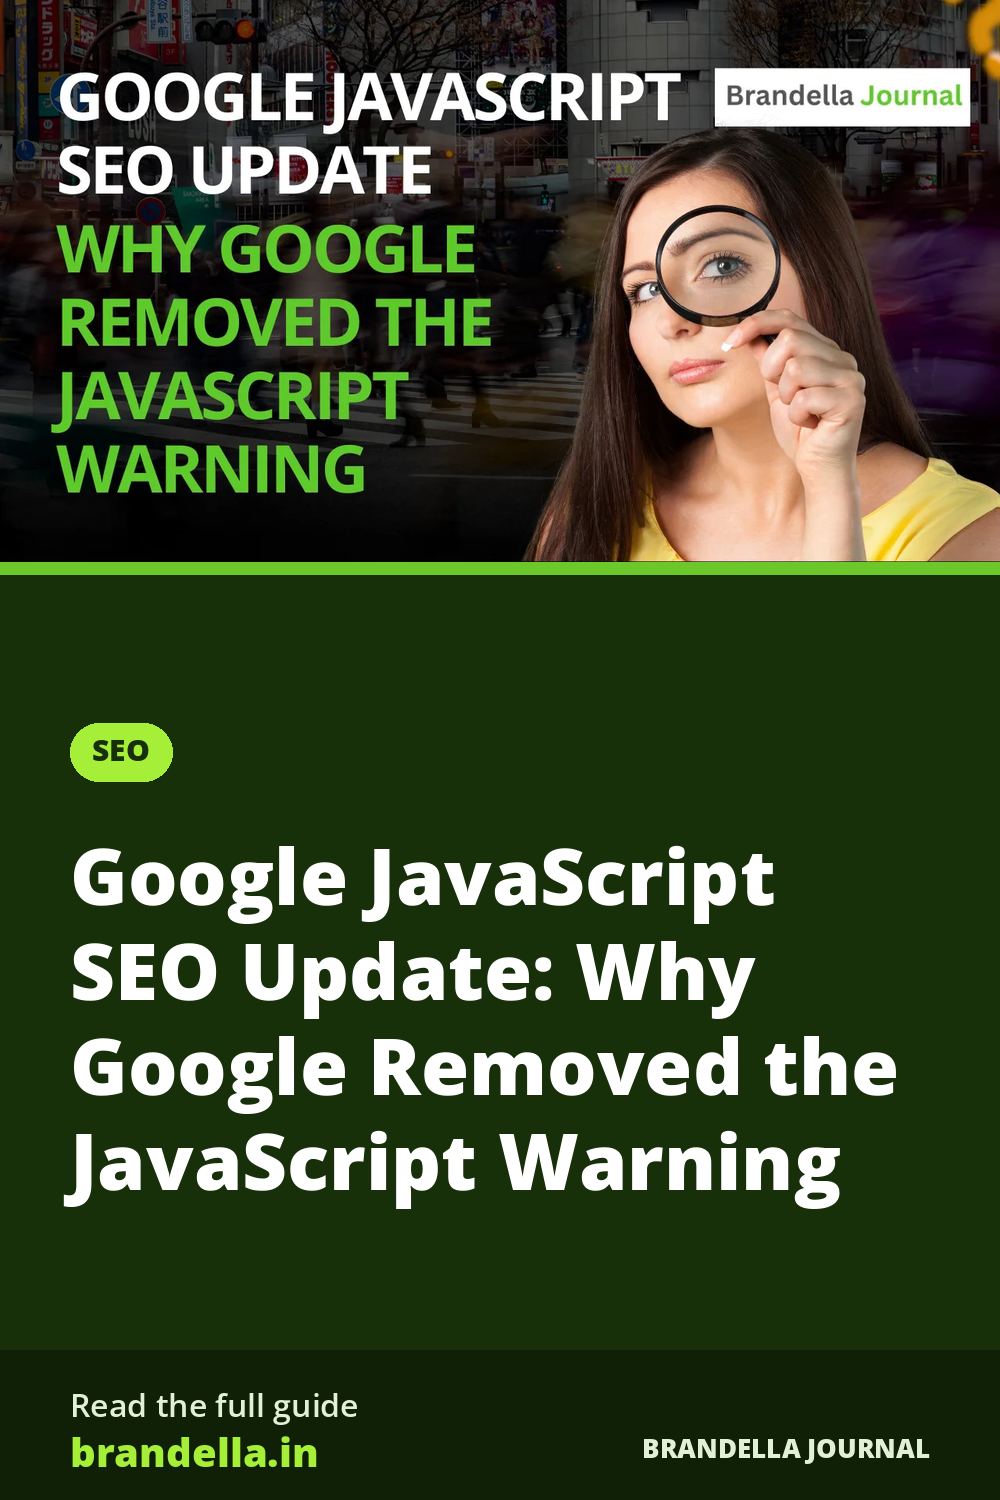 GOOGLE JAVASCRIPT
SEO UPDATE
Brandella Journal
WHY GOOGLE
REMOVED THE
JAVASCRIPT
WARNING
SEO
Google JavaScript
SEO Update: Why
Google Removed the
JavaScript Warning
Read the full guide
brandella.in
BRANDELLA JOURNAL